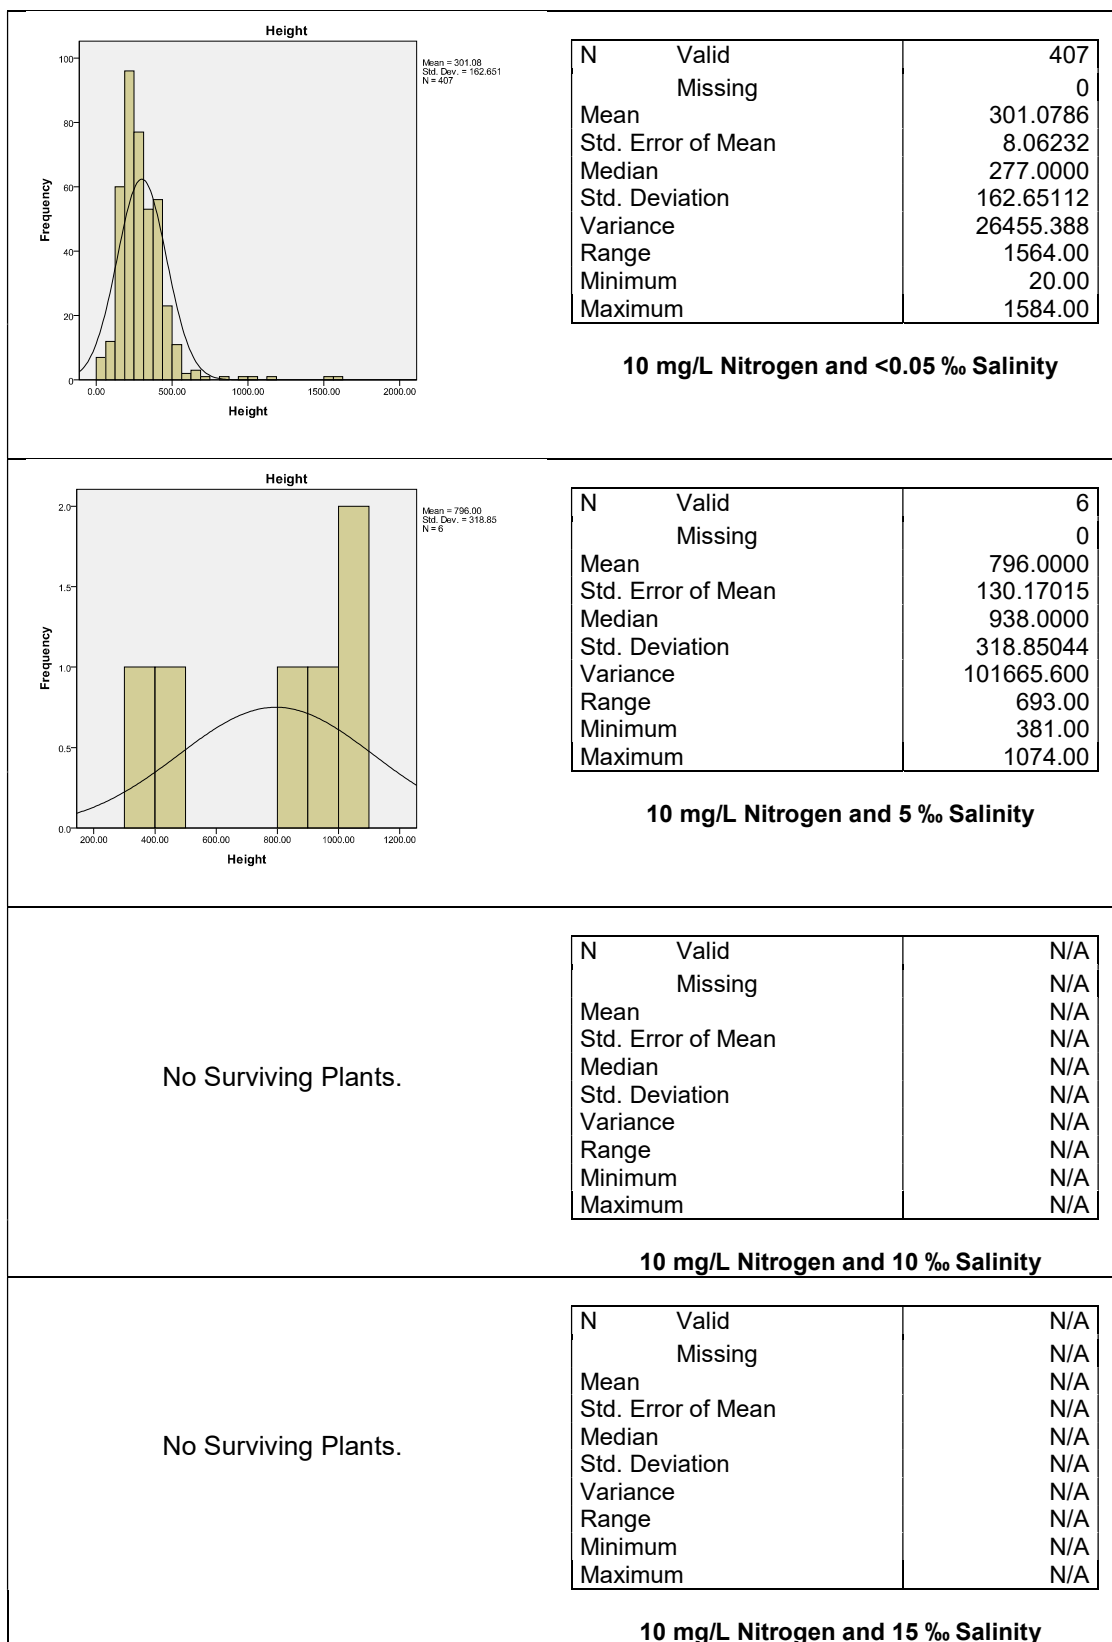 Height
Mean = 301.08
Std. Dev. = 162.651
N = 407
100
80
60
40
20
0
Frequency
0.00 500.00 1000.00 1500.00 2000.00
Height
N Valid 407
Missing 0
Mean 301.0786
Std. Error of Mean 8.06232
Median 277.0000
Std. Deviation 162.65112
Variance 26455.388
Range 1564.00
Minimum 20.00
Maximum 1584.00
10 mg/L Nitrogen and <0.05 ‰ Salinity
Height
Mean = 796.00
Std. Dev. = 318.85
N = 6
2.0
1.5
1.0
0.5
0.0
Frequency
200.00 400.00 600.00 800.00 1000.00 1200.00
Height
N Valid 6
Missing 0
Mean 796.0000
Std. Error of Mean 130.17015
Median 938.0000
Std. Deviation 318.85044
Variance 101665.600
Range 693.00
Minimum 381.00
Maximum 1074.00
10 mg/L Nitrogen and 5 ‰ Salinity
No Surviving Plants.
N Valid N/A
Missing N/A
Mean N/A
Std. Error of Mean N/A
Median N/A
Std. Deviation N/A
Variance N/A
Range N/A
Minimum N/A
Maximum N/A
10 mg/L Nitrogen and 10 ‰ Salinity
No Surviving Plants.
N Valid N/A
Missing N/A
Mean N/A
Std. Error of Mean N/A
Median N/A
Std. Deviation N/A
Variance N/A
Range N/A
Minimum N/A
Maximum N/A
10 mg/L Nitrogen and 15 ‰ Salinity